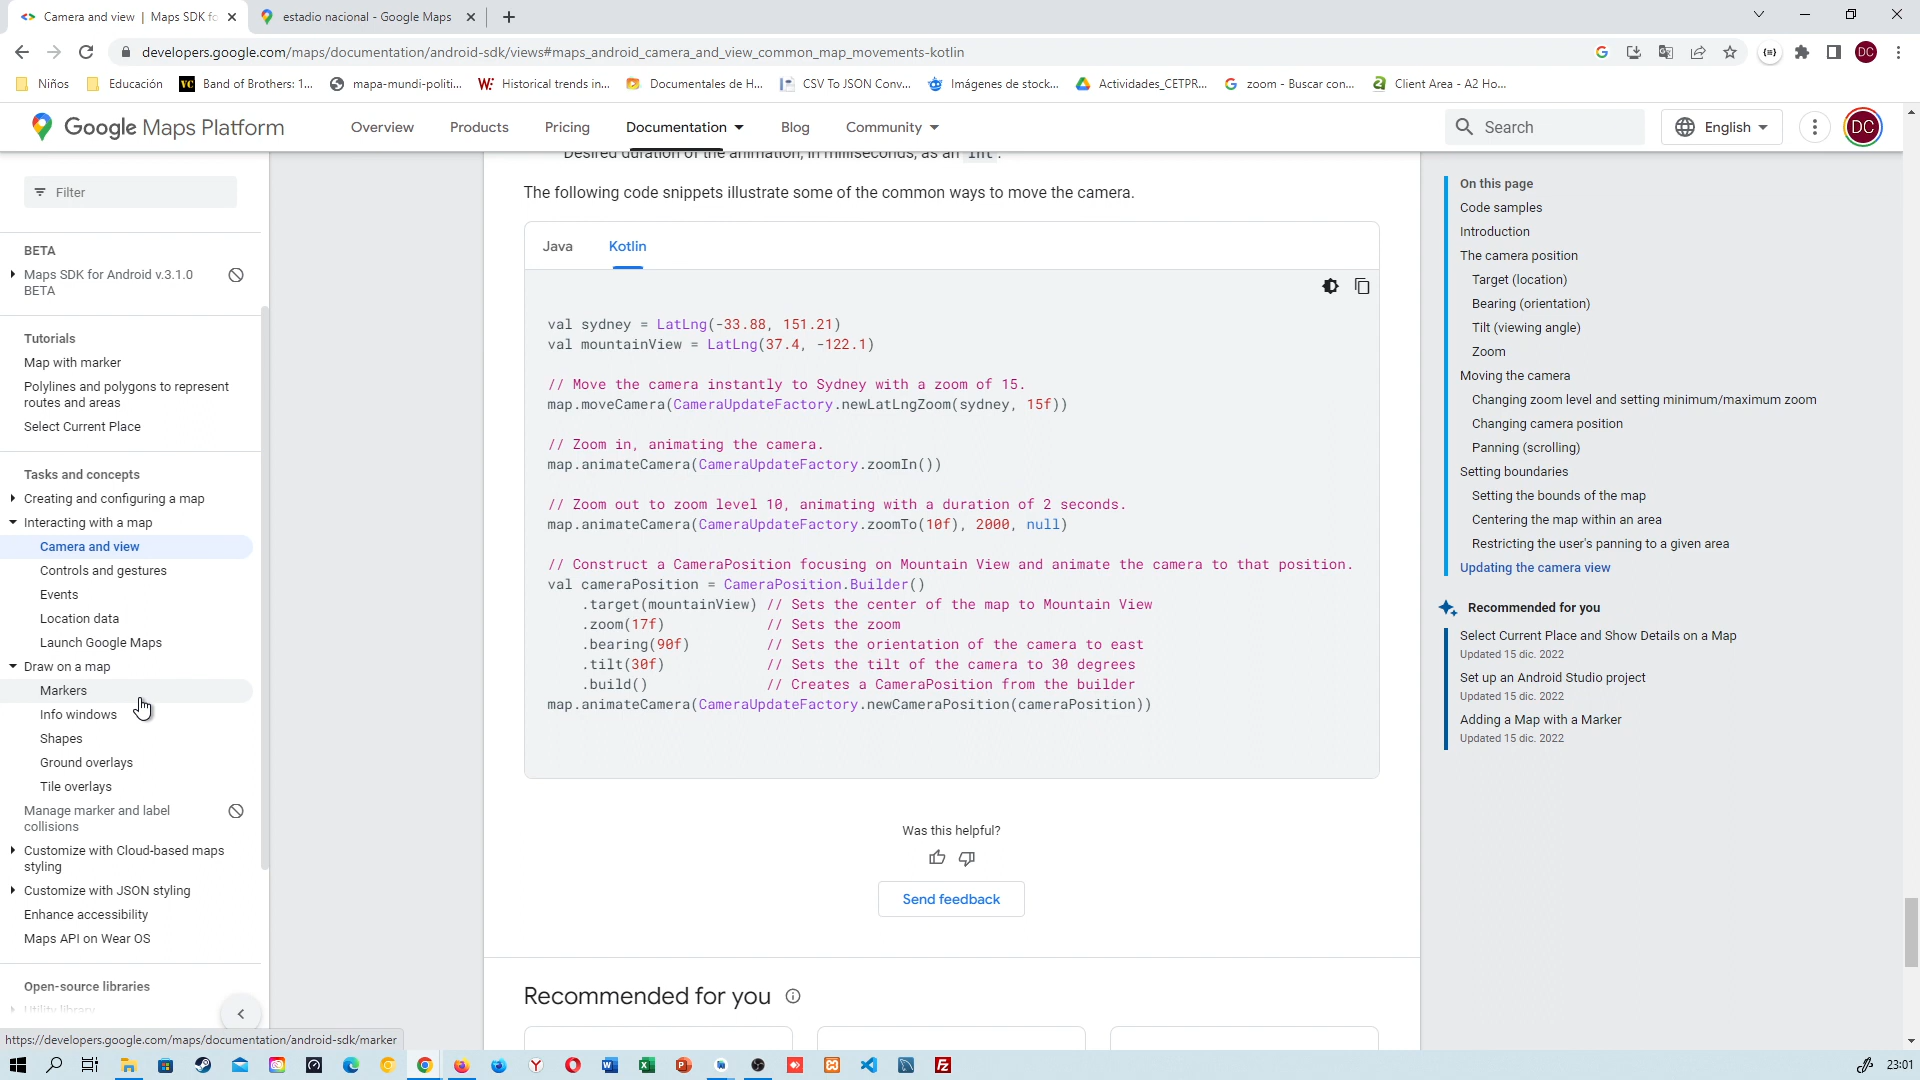 Camera and view | Maps SDK fo
estadio nacional - Google Maps
developers.google.com/maps/documentation/android-sdk/views#maps_android_camera_and_view_common_map_movements-kotlin
DC
Niños
Educación
Band of Brothers: 1...
mapa-mundi-politi...
Historical trends in...
Documentales de H...
CSV To JSON Conv...
Imágenes de stock...
Actividades_CETPR...
zoom - Buscar con...
Client Area - A2 Ho...
Google Maps Platform
Overview
Products
Pricing
Documentation
Blog
Community
Search
English
DC
Filter
BETA
Maps SDK for Android v.3.1.0
BETA
Tutorials
Map with marker
Polylines and polygons to represent
routes and areas
Select Current Place
Tasks and concepts
Creating and configuring a map
Interacting with a map
Camera and view
Controls and gestures
Events
Location data
Launch Google Maps
Draw on a map
Markers
Info windows
Shapes
Ground overlays
Tile overlays
Manage marker and label
collisions
Customize with Cloud-based maps
styling
Customize with JSON styling
Enhance accessibility
Maps API on Wear OS
Open-source libraries
Utility library
https://developers.google.com/maps/documentation/android-sdk/marker
Desired duration of the animation, in milliseconds, as an Int.
The following code snippets illustrate some of the common ways to move the camera.
Java
Kotlin
val sydney = LatLng(-33.88, 151.21)
val mountainView = LatLng(37.4, -122.1)
// Move the camera instantly to Sydney with a zoom of 15.
map.moveCamera(CameraUpdateFactory.newLatLngZoom(sydney, 15f))
// Zoom in, animating the camera.
map.animateCamera(CameraUpdateFactory.zoomIn())
// Zoom out to zoom level 10, animating with a duration of 2 seconds.
map.animateCamera(CameraUpdateFactory.zoomTo(10f), 2000, null)
// Construct a CameraPosition focusing on Mountain View and animate the camera to that position.
val cameraPosition = CameraPosition.Builder()
.target(mountainView) // Sets the center of the map to Mountain View
.zoom(17f) // Sets the zoom
.bearing(90f) // Sets the orientation of the camera to east
.tilt(30f) // Sets the tilt of the camera to 30 degrees
.build() // Creates a CameraPosition from the builder
map.animateCamera(CameraUpdateFactory.newCameraPosition(cameraPosition))
Was this helpful?
Send feedback
Recommended for you
On this page
Code samples
Introduction
The camera position
Target (location)
Bearing (orientation)
Tilt (viewing angle)
Zoom
Moving the camera
Changing zoom level and setting minimum/maximum zoom
Changing camera position
Panning (scrolling)
Setting boundaries
Setting the bounds of the map
Centering the map within an area
Restricting the user's panning to a given area
Updating the camera view
Recommended for you
Select Current Place and Show Details on a Map
Updated 15 dic. 2022
Set up an Android Studio project
Updated 15 dic. 2022
Adding a Map with a Marker
Updated 15 dic. 2022
23:01